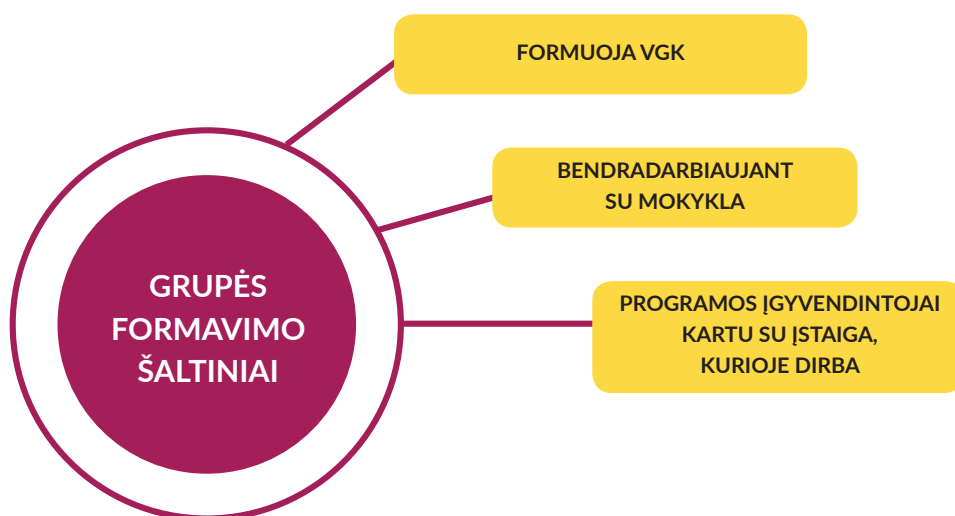 FORMUOJA VGK
BENDRADARBIAUJANT
SU MOKYKLA
GRUPĖS
FORMAVIMO
ŠALTINIAI
PROGRAMOS ĮGYVENDINTOJAI
KARTU SU ĮSTAIGA,
KURIOJE DIRBA